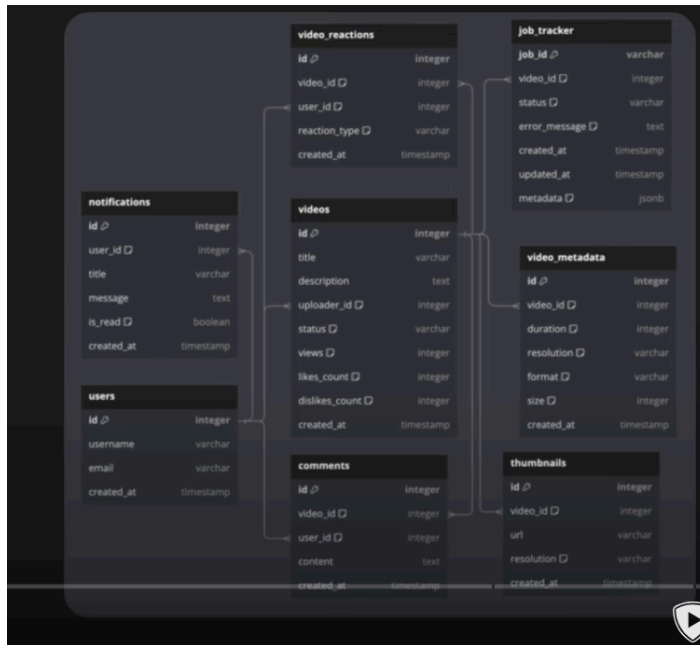 video_reactions
id integer
video_id integer
user_id integer
reaction_type varchar
created_at timestamp
job_tracker
job_id varchar
video_id integer
status varchar
error_message text
created_at timestamp
updated_at timestamp
metadata jsonb
notifications
id integer
user_id integer
title varchar
message text
is_read boolean
created_at timestamp
videos
id integer
title varchar
description text
uploader_id integer
status varchar
views integer
likes_count integer
dislikes_count integer
created_at timestamp
video_metadata
id integer
video_id integer
duration integer
resolution varchar
format varchar
size integer
created_at timestamp
users
id integer
username varchar
email varchar
created_at timestamp
comments
id integer
video_id integer
user_id integer
content text
created_at timestamp
thumbnails
id integer
video_id integer
url varchar
resolution varchar
created_at timestamp